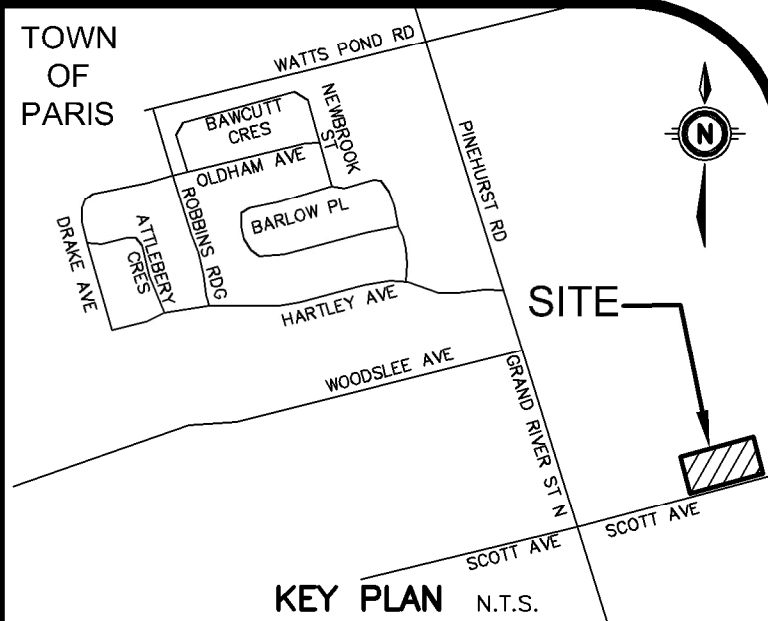 TOWN
OF
PARIS
WATTS POND RD
BAWCUTT
CRES
NEWBROOK
ST
OLDHAM AVE
PINEHURST RD
N
DRAKE AVE
ATTLEBERY
CRES
ROBBINS RDG
BARLOW PL
HARTLEY AVE
SITE
WOODSLEE AVE
GRAND RIVER ST N
SCOTT AVE
SCOTT AVE
KEY PLAN N.T.S.